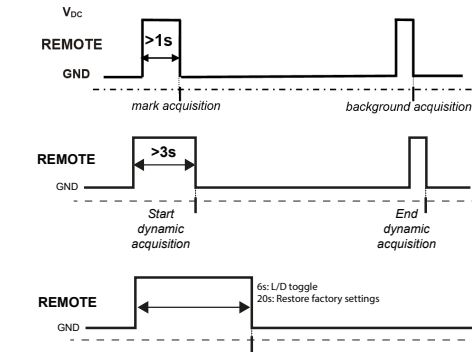 VDC
REMOTE
>1s
GND
mark acquisition
background acquisition
REMOTE
>3s
GND
Start
dynamic
acquisition
End
dynamic
acquisition
6s: L/D toggle
20s: Restore factory settings
REMOTE
GND